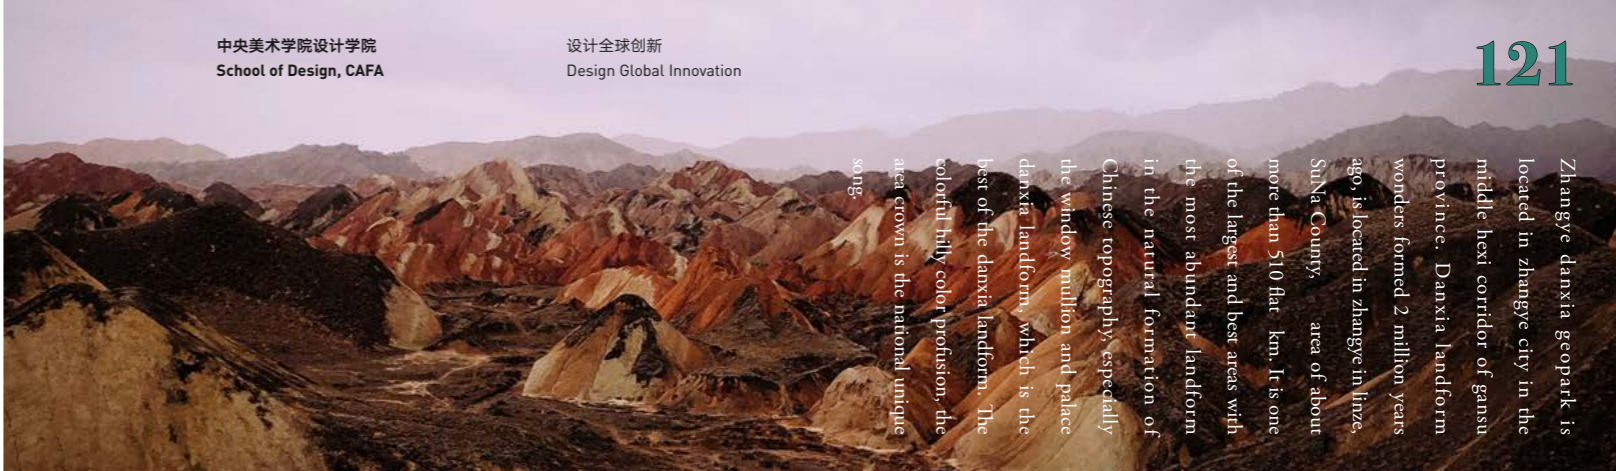 中央美术学院设计学院
School of Design, CAFA
设计全球创新
Design Global Innovation
121
Zhangye danxia geopark is
located in zhangye city in the
middle hexi corridor of gansu
province. Danxia landform
wonders formed 2 million years
ago, is located in zhangye in linze,
SuNa County, area of about
more than 510 flat km. It is one
of the largest and best areas with
the most abundant landform
in the natural formation of
Chinese topography, especially
the window mullion and palace
danxia landform, which is the
best of the danxia landform. The
colorful hilly color profusion, the
area crown is the national unique
song.